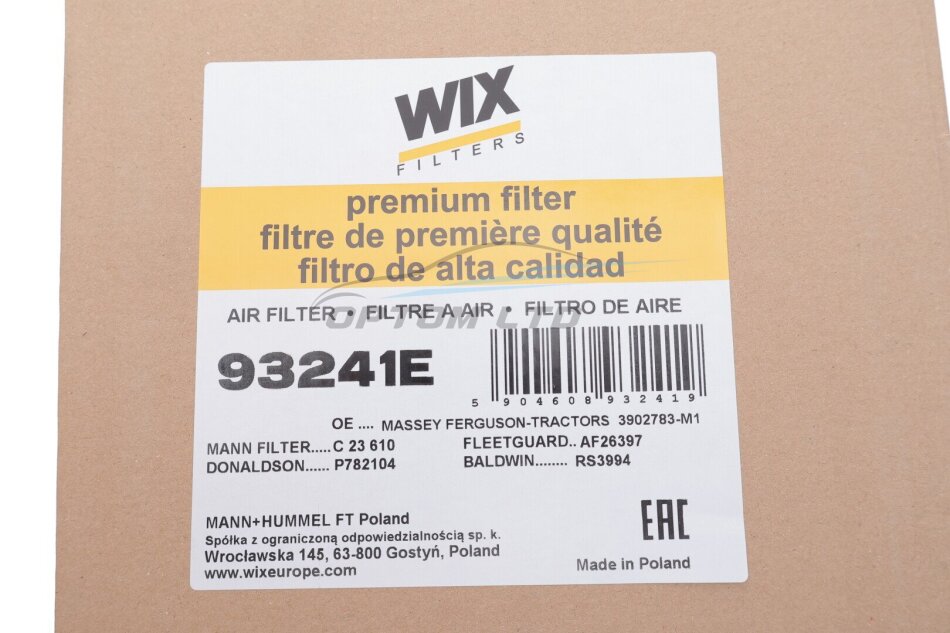 WIX
FILTERS
premium filter
filtre de première qualité
filtro de alta calidad
OPTOM LTD
AIR FILTER • FILTRE A AIR • FILTRO DE AIRE
93241E
5 904608 932419
OE .... MASSEY FERGUSON-TRACTORS 3902783-M1
MANN FILTER.....C 23 610 FLEETGUARD.. AF26397
DONALDSON...... P782104 BALDWIN........ RS3994
MANN+HUMMEL FT Poland
Spółka z ograniczoną odpowiedzialnością sp. k.
Wrocławska 145, 63-800 Gostyń, Poland
www.wixeurope.com
EAC
Made in Poland